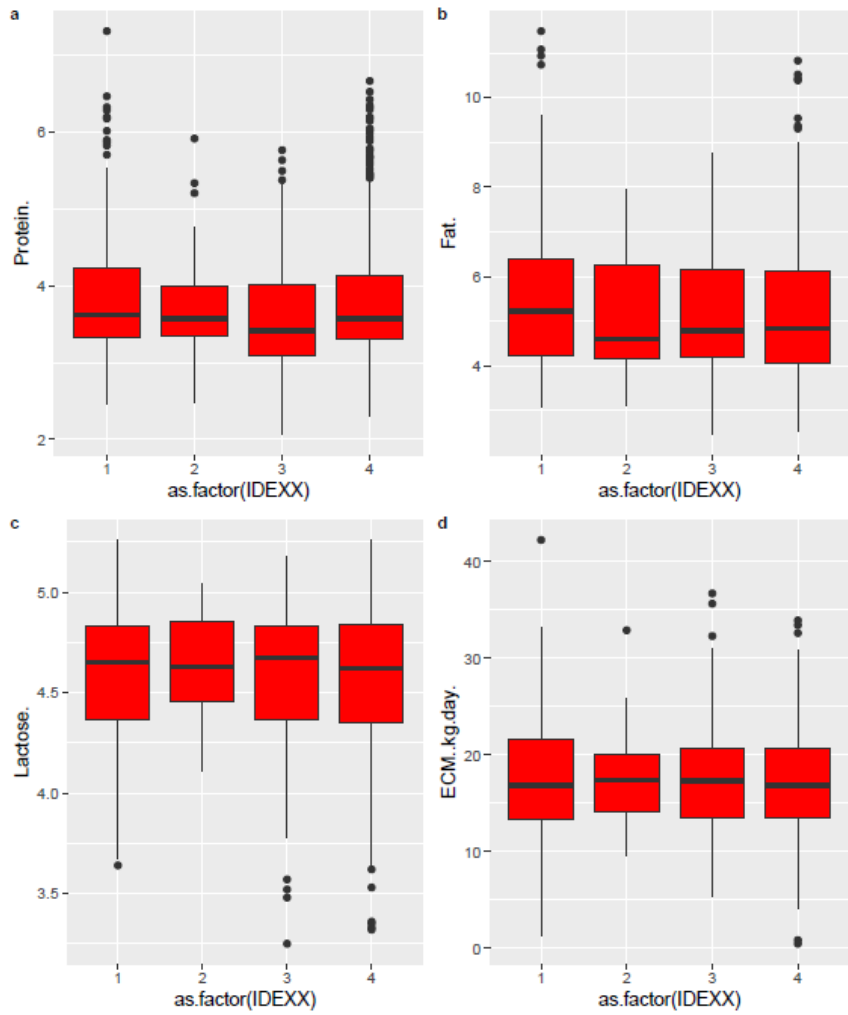 a
Protein.
6
4
2
1 2 3 4
as.factor(IDEXX)
b
Fat.
10
8
6
4
1 2 3 4
as.factor(IDEXX)
c
Lactose.
5.0
4.5
4.0
3.5
1 2 3 4
as.factor(IDEXX)
d
ECM..kg.day.
40
30
20
10
0
1 2 3 4
as.factor(IDEXX)